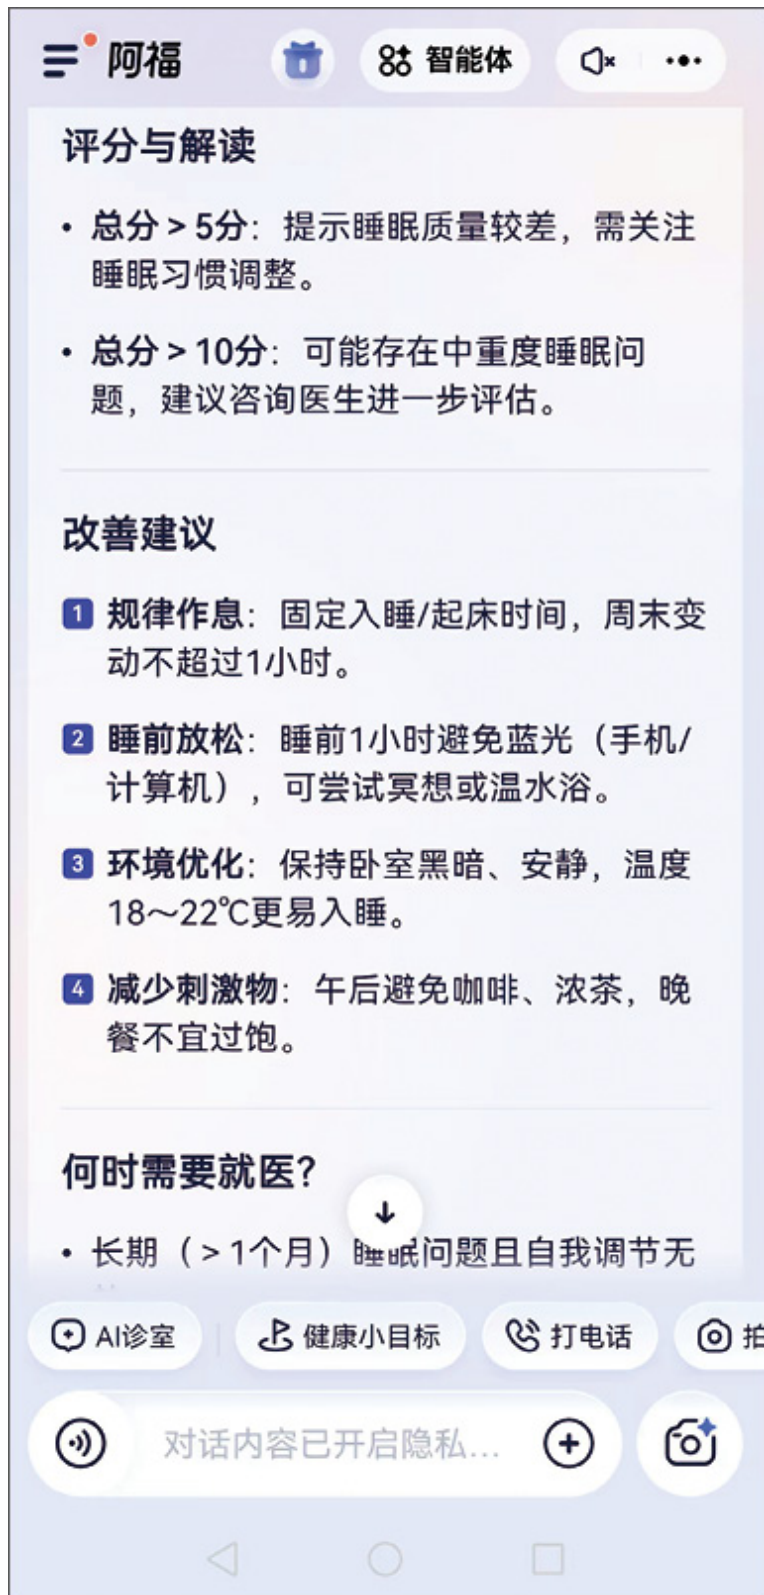 阿福
智能体
评分与解读
• 总分 > 5分：提示睡眠质量较差，需关注
睡眠习惯调整。
• 总分 > 10分：可能存在中重度睡眠问
题，建议咨询医生进一步评估。
改善建议
1 规律作息：固定入睡/起床时间，周末变
动不超过1小时。
2 睡前放松：睡前1小时避免蓝光（手机/
计算机），可尝试冥想或温水浴。
3 环境优化：保持卧室黑暗、安静，温度
18～22℃更易入睡。
4 减少刺激物：午后避免咖啡、浓茶，晚
餐不宜过饱。
何时需要就医？
• 长期（＞1个月）睡眠问题且自我调节无
AI诊室
健康小目标
打电话
拍
对话内容已开启隐私...